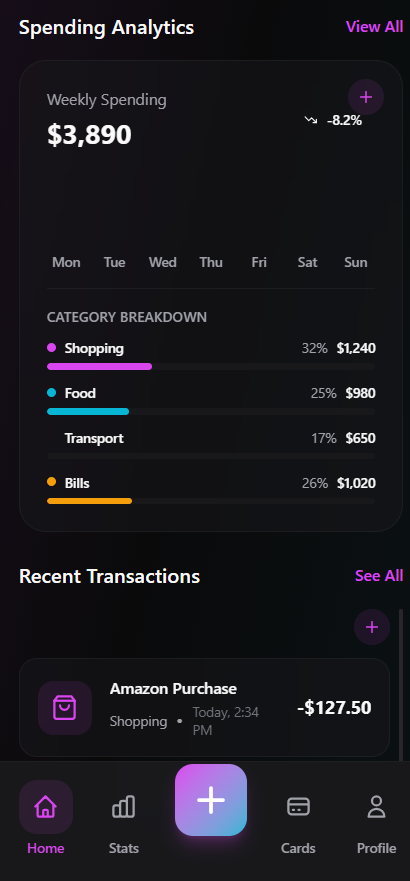 Spending Analytics
View All
Weekly Spending
-8.2%
$3,890
Mon Tue Wed Thu Fri Sat Sun
CATEGORY BREAKDOWN
Shopping 32% $1,240
Food 25% $980
Transport 17% $650
Bills 26% $1,020
Recent Transactions
See All
Amazon Purchase
Shopping • Today, 2:34
PM
-$127.50
Home Stats Cards Profile